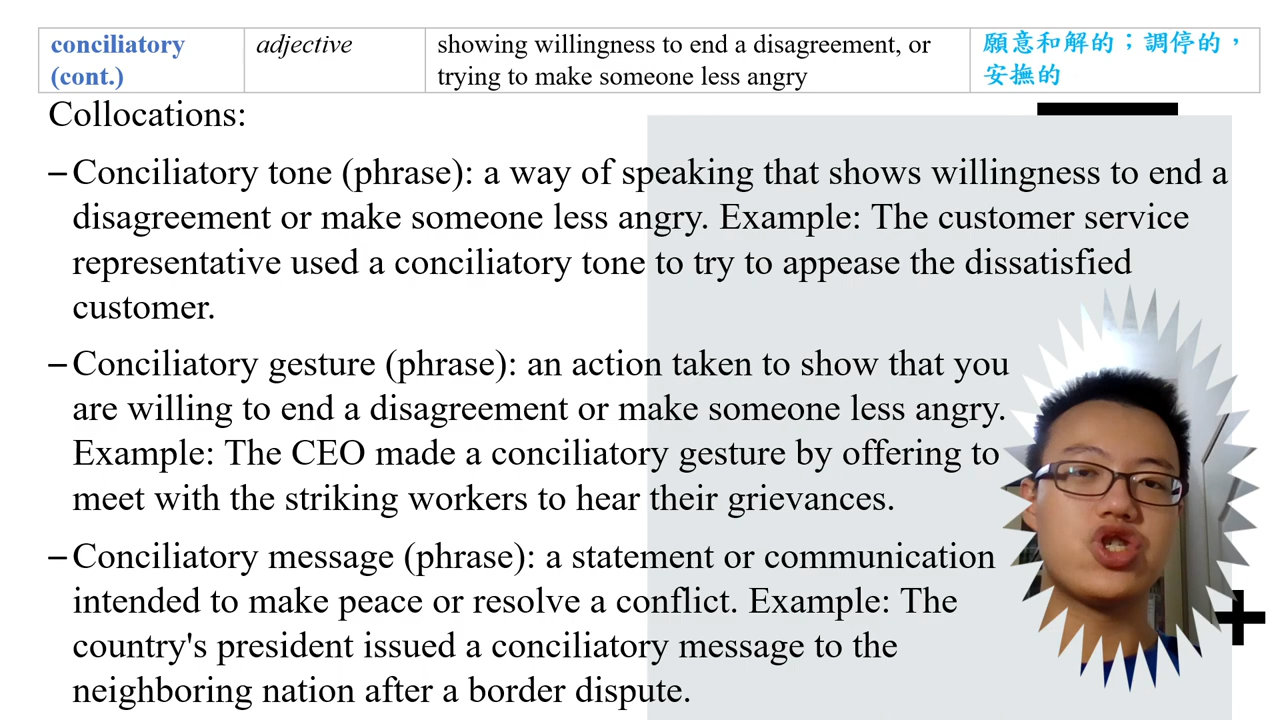 conciliatory
(cont.)
adjective
showing willingness to end a disagreement, or
trying to make someone less angry
願意和解的；調停的，
安撫的
Collocations:
–Conciliatory tone (phrase): a way of speaking that shows willingness to end a
disagreement or make someone less angry. Example: The customer service
representative used a conciliatory tone to try to appease the dissatisfied
customer.
–Conciliatory gesture (phrase): an action taken to show that you
are willing to end a disagreement or make someone less angry.
Example: The CEO made a conciliatory gesture by offering to
meet with the striking workers to hear their grievances.
–Conciliatory message (phrase): a statement or communication
intended to make peace or resolve a conflict. Example: The
country's president issued a conciliatory message to the
neighboring nation after a border dispute.